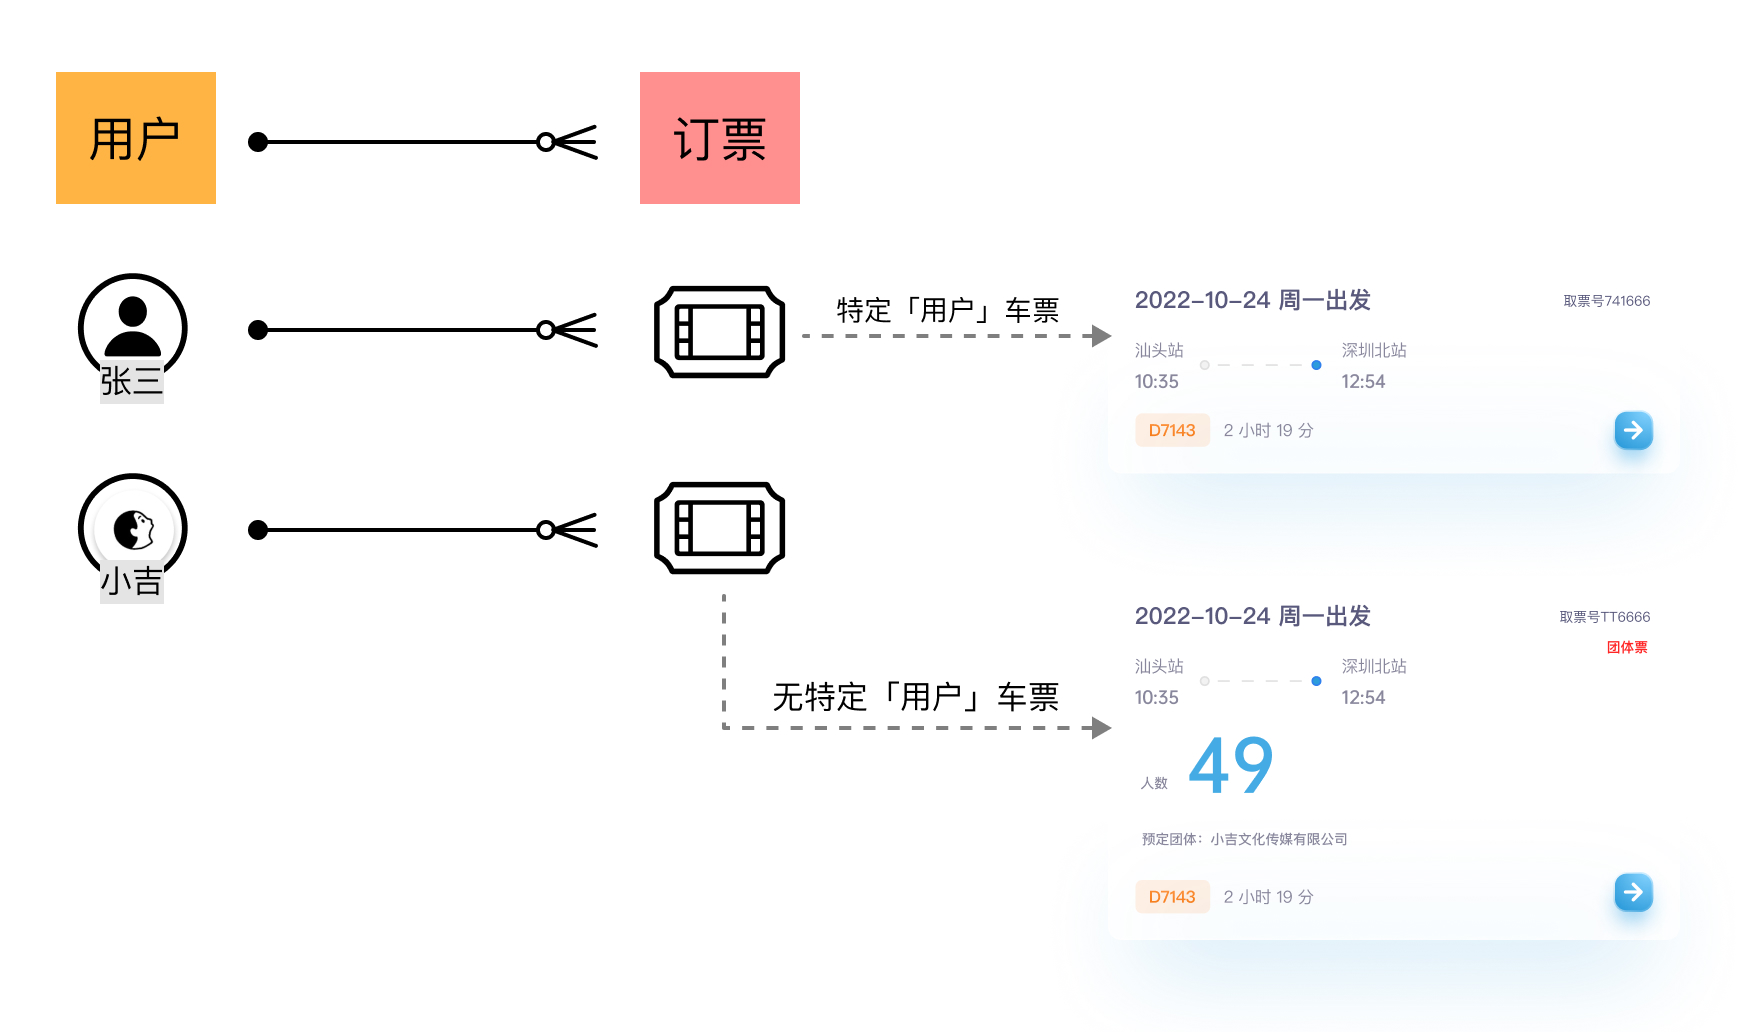 用户
订票
张三
特定「用户」车票
2022-10-24 周一出发
取票号741666
汕头站
深圳北站
10:35
12:54
D7143
2 小时 19 分
小吉
无特定「用户」车票
2022-10-24 周一出发
取票号TT6666
团体票
汕头站
深圳北站
10:35
12:54
人数
49
预定团体：小吉文化传媒有限公司
D7143
2 小时 19 分